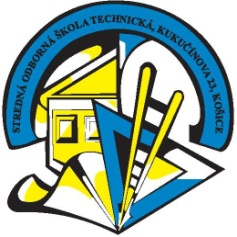 STREDNÁ ODBORNÁ ŠKOLA TECHNICKÁ, KUKUČÍNOVA 23, KOŠICE